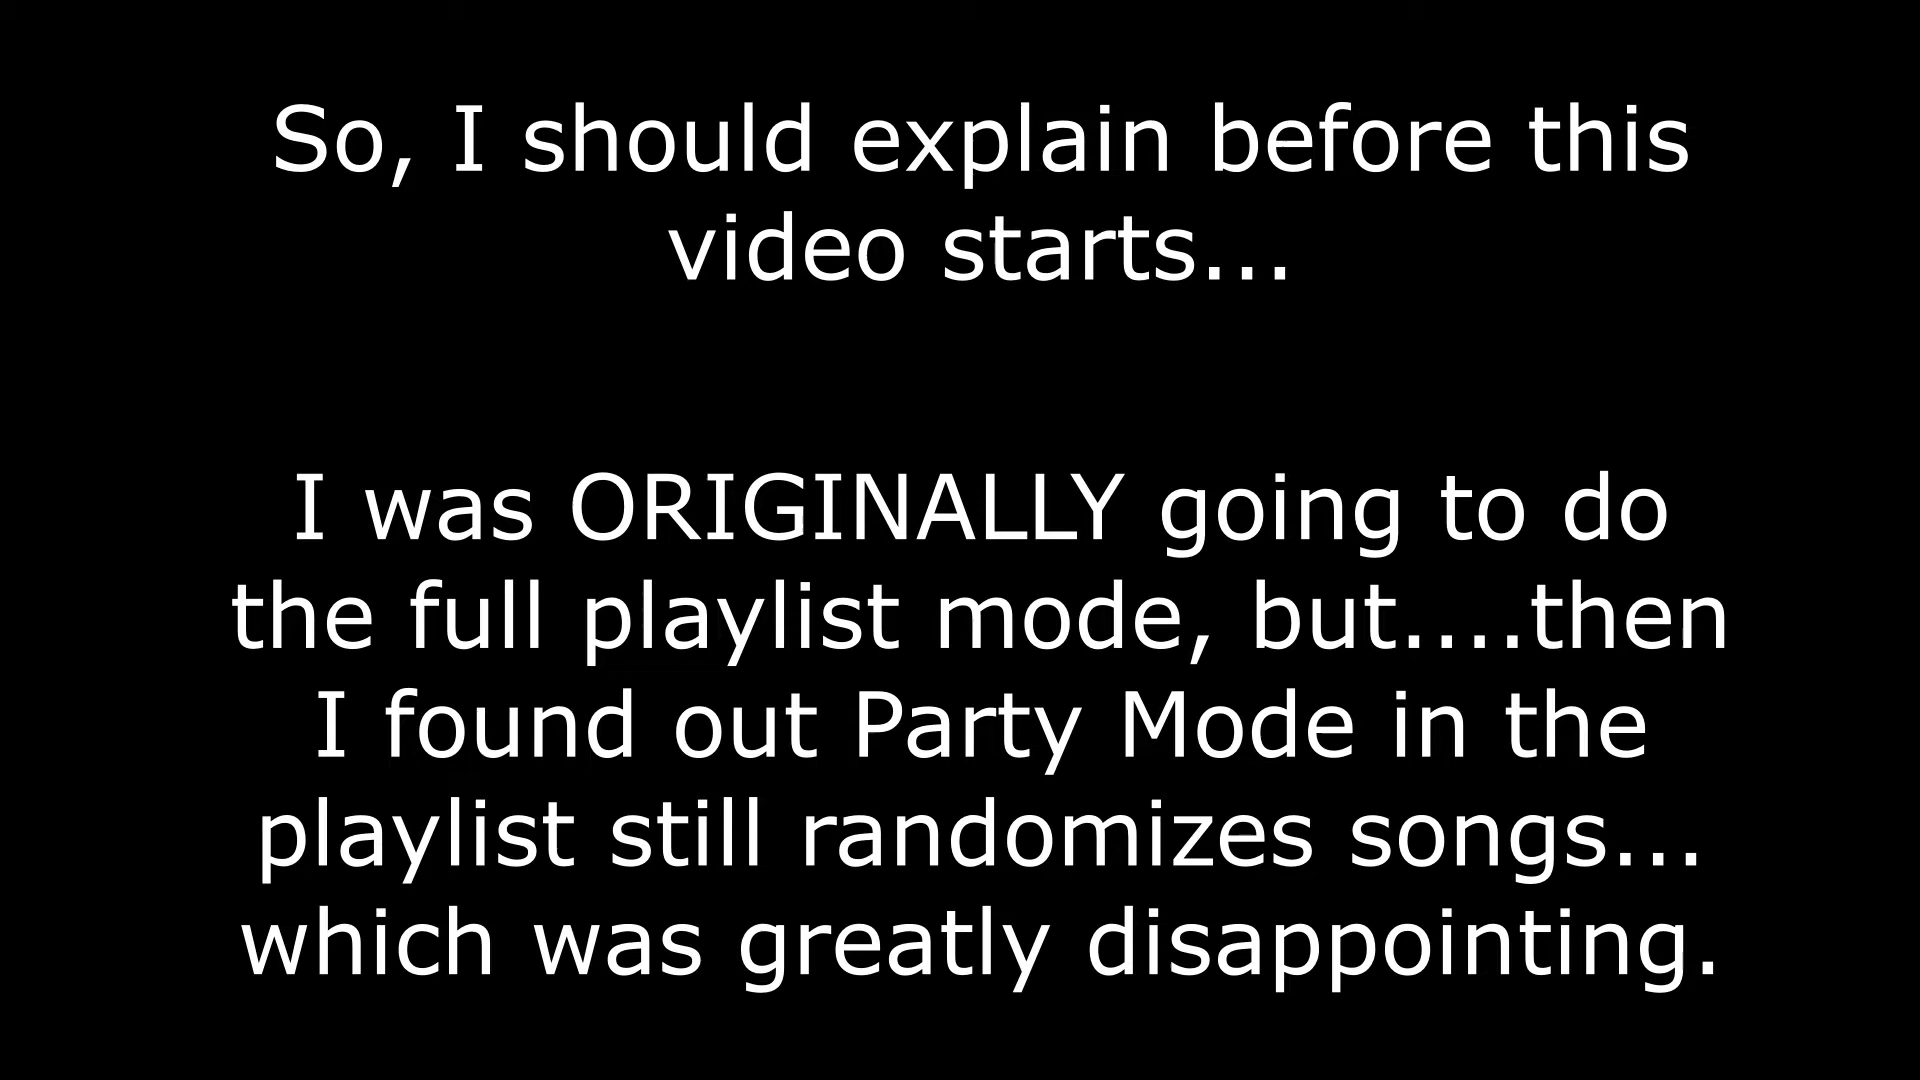 So, I should explain before this
video starts...
I was ORIGINALLY going to do
the full playlist mode, but....then
I found out Party Mode in the
playlist still randomizes songs...
which was greatly disappointing.